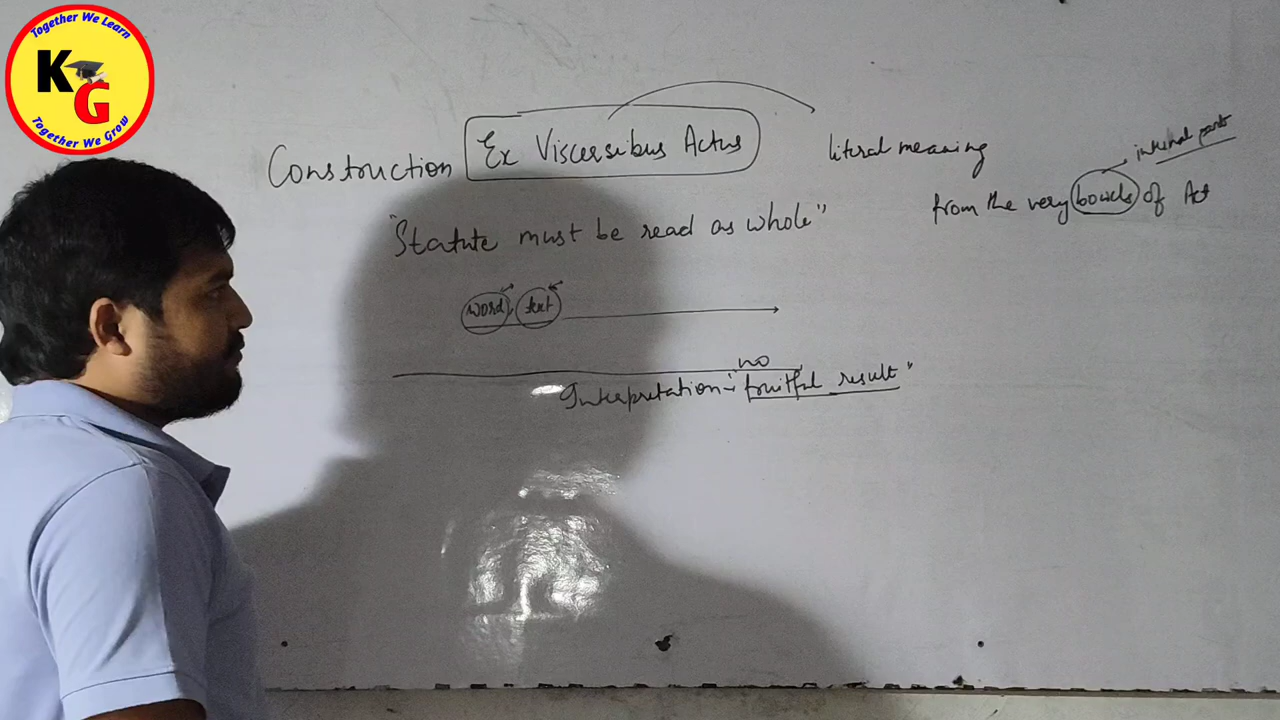 Together We Learn
KG
Together We Grow
Construction Ex Viscersibus Actus
literal meaning
internal parts
from the very bowels of Act
"Statute must be read as whole"
word, text
no
Interpretation - "fruitful result"